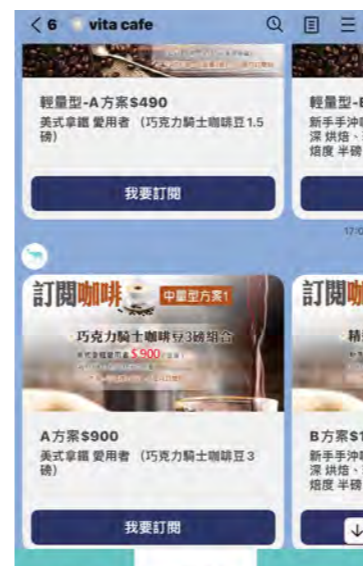 6 vita cafe
輕量型-A方案$490
美式拿鐵 愛用者 （巧克力騎士咖啡豆1.5
磅）
我要訂閱
輕量型-
新手手沖
深 烘焙、
焙度 半磅
17:0
訂閱咖啡
中量型方案1
巧克力騎士咖啡豆3磅組合
$900
A方案$900
美式拿鐵 愛用者 （巧克力騎士咖啡豆3
磅）
我要訂閱
訂閱
B方案$1
新手手沖
深 烘焙、
焙度 半磅